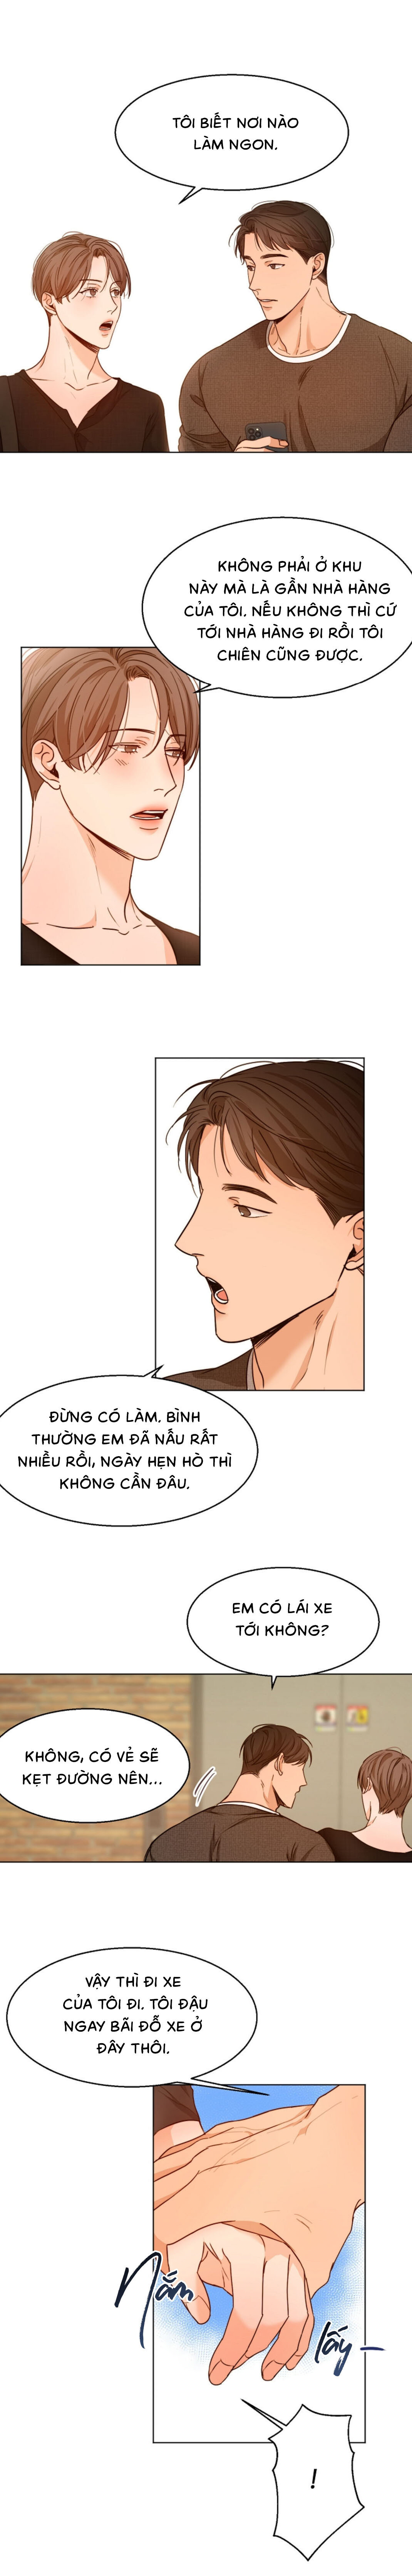 TÔI BIẾT NƠI NÀO
LÀM NGON.
KHÔNG PHẢI Ở KHU
NÀY MÀ LÀ GẦN NHÀ HÀNG
CỦA TÔI. NẾU KHÔNG THÌ CỨ
TỚI NHÀ HÀNG ĐI RỒI TÔI
CHIÊN CŨNG ĐƯỢC.
ĐỪNG CÓ LÀM. BÌNH
THƯỜNG EM ĐÃ NẤU RẤT
NHIỀU RỒI, NGÀY HẸN HÒ THÌ
KHÔNG CẦN ĐÂU.
EM CÓ LÁI XE
TỚI KHÔNG?
KHÔNG, CÓ VẺ SẼ
KẸT ĐƯỜNG NÊN...
VẬY THÌ ĐI XE
CỦA TÔI ĐI. TÔI ĐẬU
NGAY BÃI ĐỖ XE Ở
ĐÂY THÔI.
Nắm
lấy
!